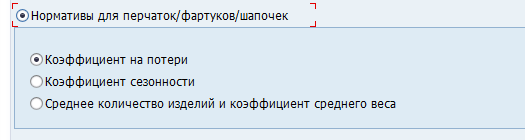 Нормативы для перчаток/фартуков/шапочек
Коэффициент на потери
Коэффициент сезонности
Среднее количество изделий и коэффициент среднего веса